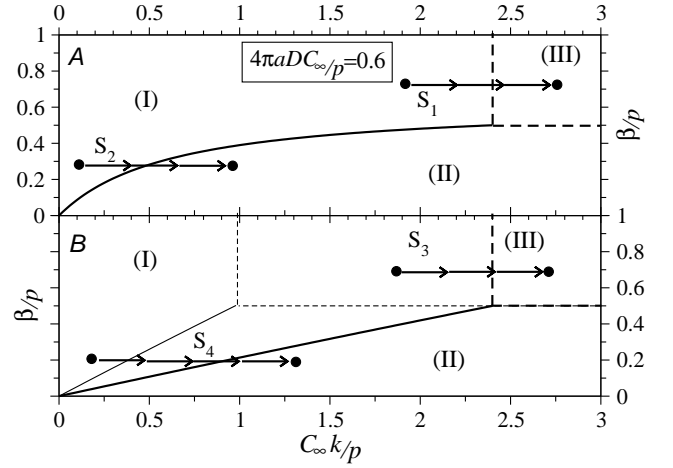 0 0.5 1 1.5 2 2.5 3
1 A 4πaDC∞/p=0.6 (III)
0.8
(I) S1
0.6
β/p
0.4 S2
(II)
0.2
0 1
B (I) S3 (III)
0.8
0.6
β/p
0.4
S4 (II)
0.2
0
0 0.5 1 1.5 2 2.5 3
C∞k/p